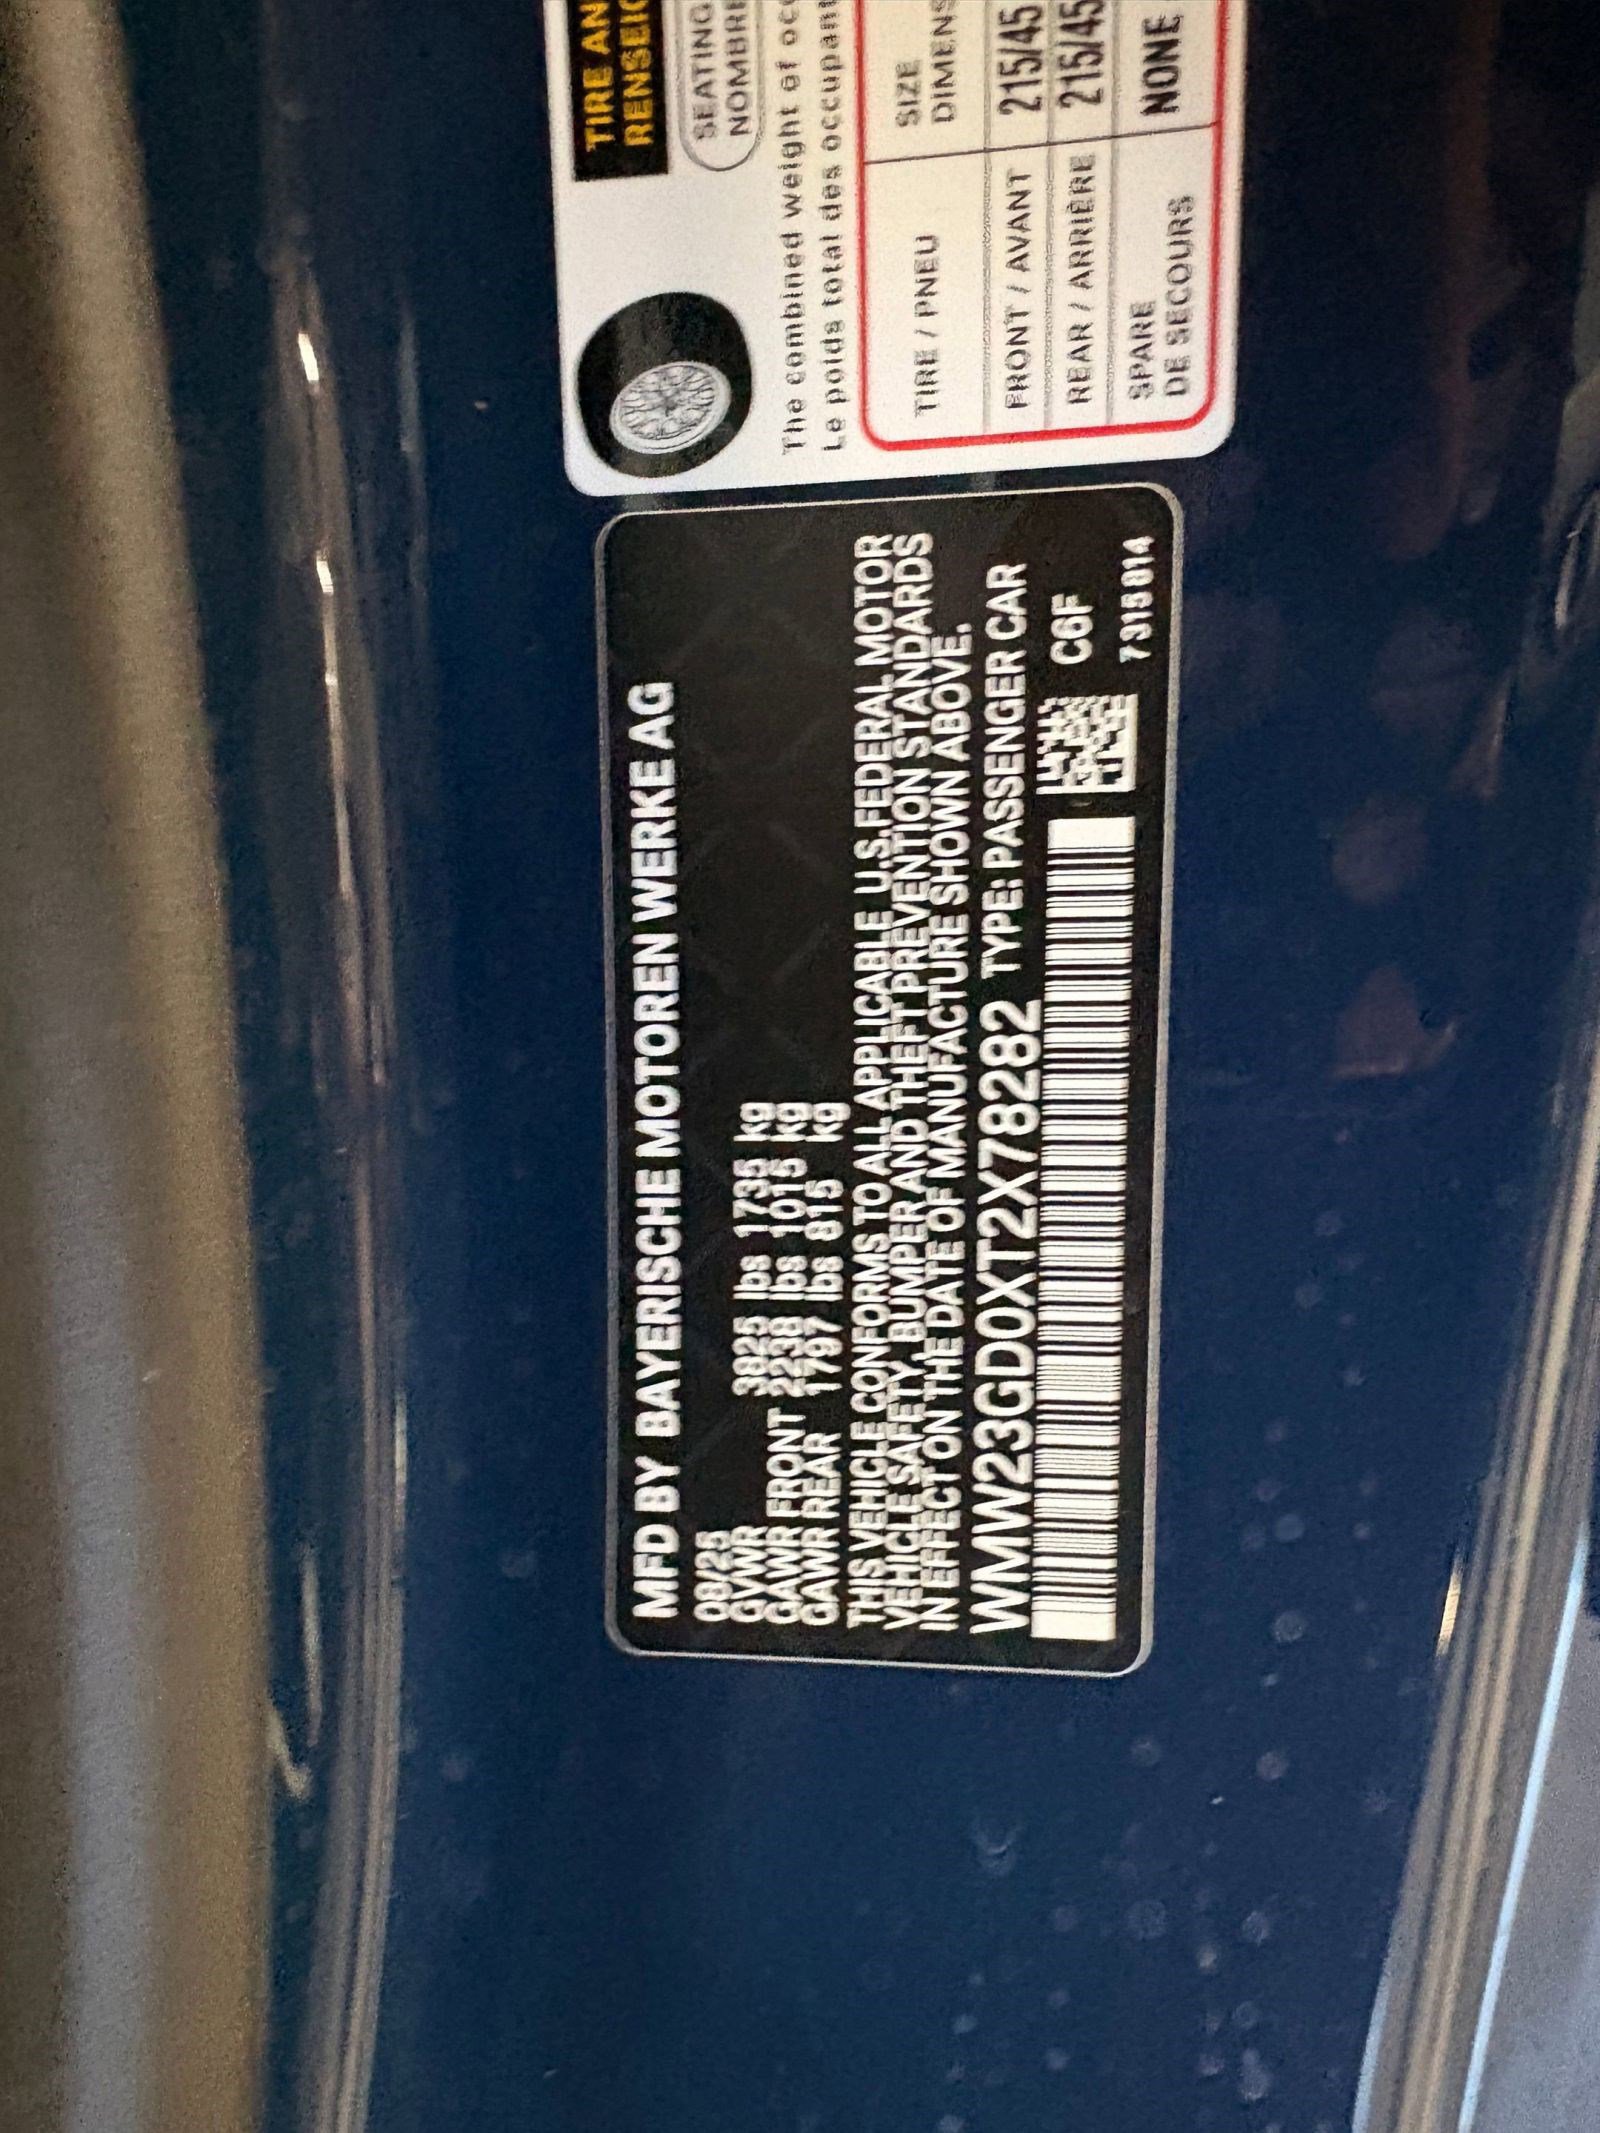 MFD BY BAYERISCHE MOTOREN WERKE AG
08/25
GVWR 3825 lbs 1735 kg
GAWR FRONT 2238 lbs 1015 kg
GAWR REAR 1797 lbs 815 kg
THIS VEHICLE CONFORMS TO ALL APPLICABLE U.S.FEDERAL MOTOR
VEHICLE SAFETY, BUMPER AND THEFT PREVENTION STANDARDS
IN EFFECT ON THE DATE OF MANUFACTURE SHOWN ABOVE.
WMW23GD0XT2X78282 TYPE: PASSENGER CAR
C6F
7 315 814
TIRE AN
RENSEIG
SEATING
NOMBRE
The combined weight of occ
Le poids total des occupant
TIRE / PNEU
SIZE
DIMENS
FRONT / AVANT 215/45
REAR / ARRIÈRE 215/45
SPARE
DE SECOURS
NONE